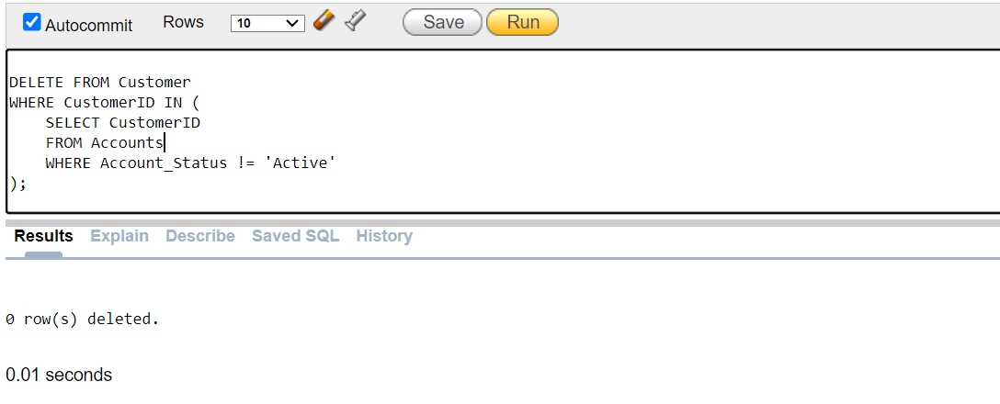 Autocommit Rows 10 Save Run
DELETE FROM Customer
WHERE CustomerID IN (
    SELECT CustomerID
    FROM Accounts
    WHERE Account_Status != 'Active'
);
Results Explain Describe Saved SQL History
0 row(s) deleted.
0.01 seconds